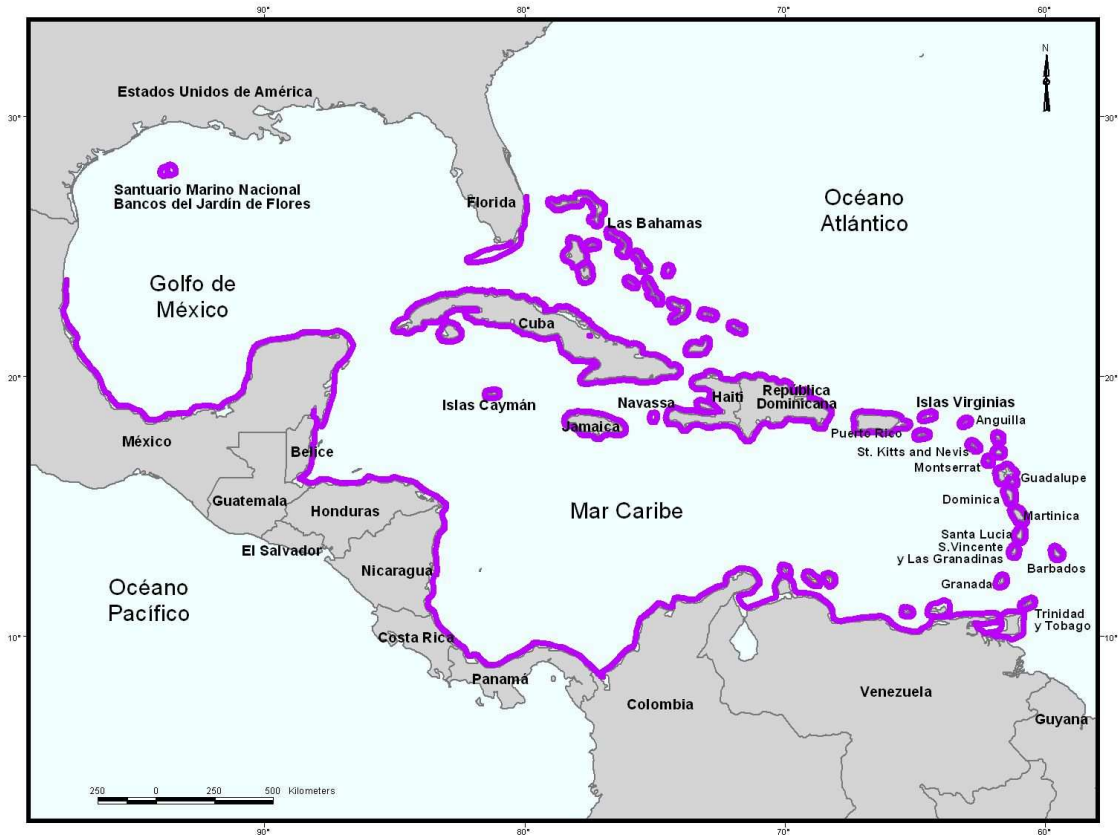 90°
80°
70°
60°
N
Estados Unidos de América
30°
30°
Santuario Marino Nacional
Bancos del Jardín de Flores
Florida
Océano
Atlántico
Las Bahamas
Golfo de
México
Cuba
20°
20°
Islas Caymán
Navassa
Haiti
República
Dominicana
Islas Virginias
Anguilla
Jamaica
Puerto Rico
México
Belice
St. Kitts and Nevis
Montserrat
Guadalupe
Guatemala
Honduras
Mar Caribe
Dominica
Martinica
El Salvador
Santa Lucia
S.Vincente
y Las Granadinas
Barbados
Nicaragua
Océano
Pacífico
Granada
Trinidad
y Tobago
10°
10°
Costa Rica
Panamá
Colombia
Venezuela
Guyana
250 0 250 500 Kilometers
90°
80°
70°
60°